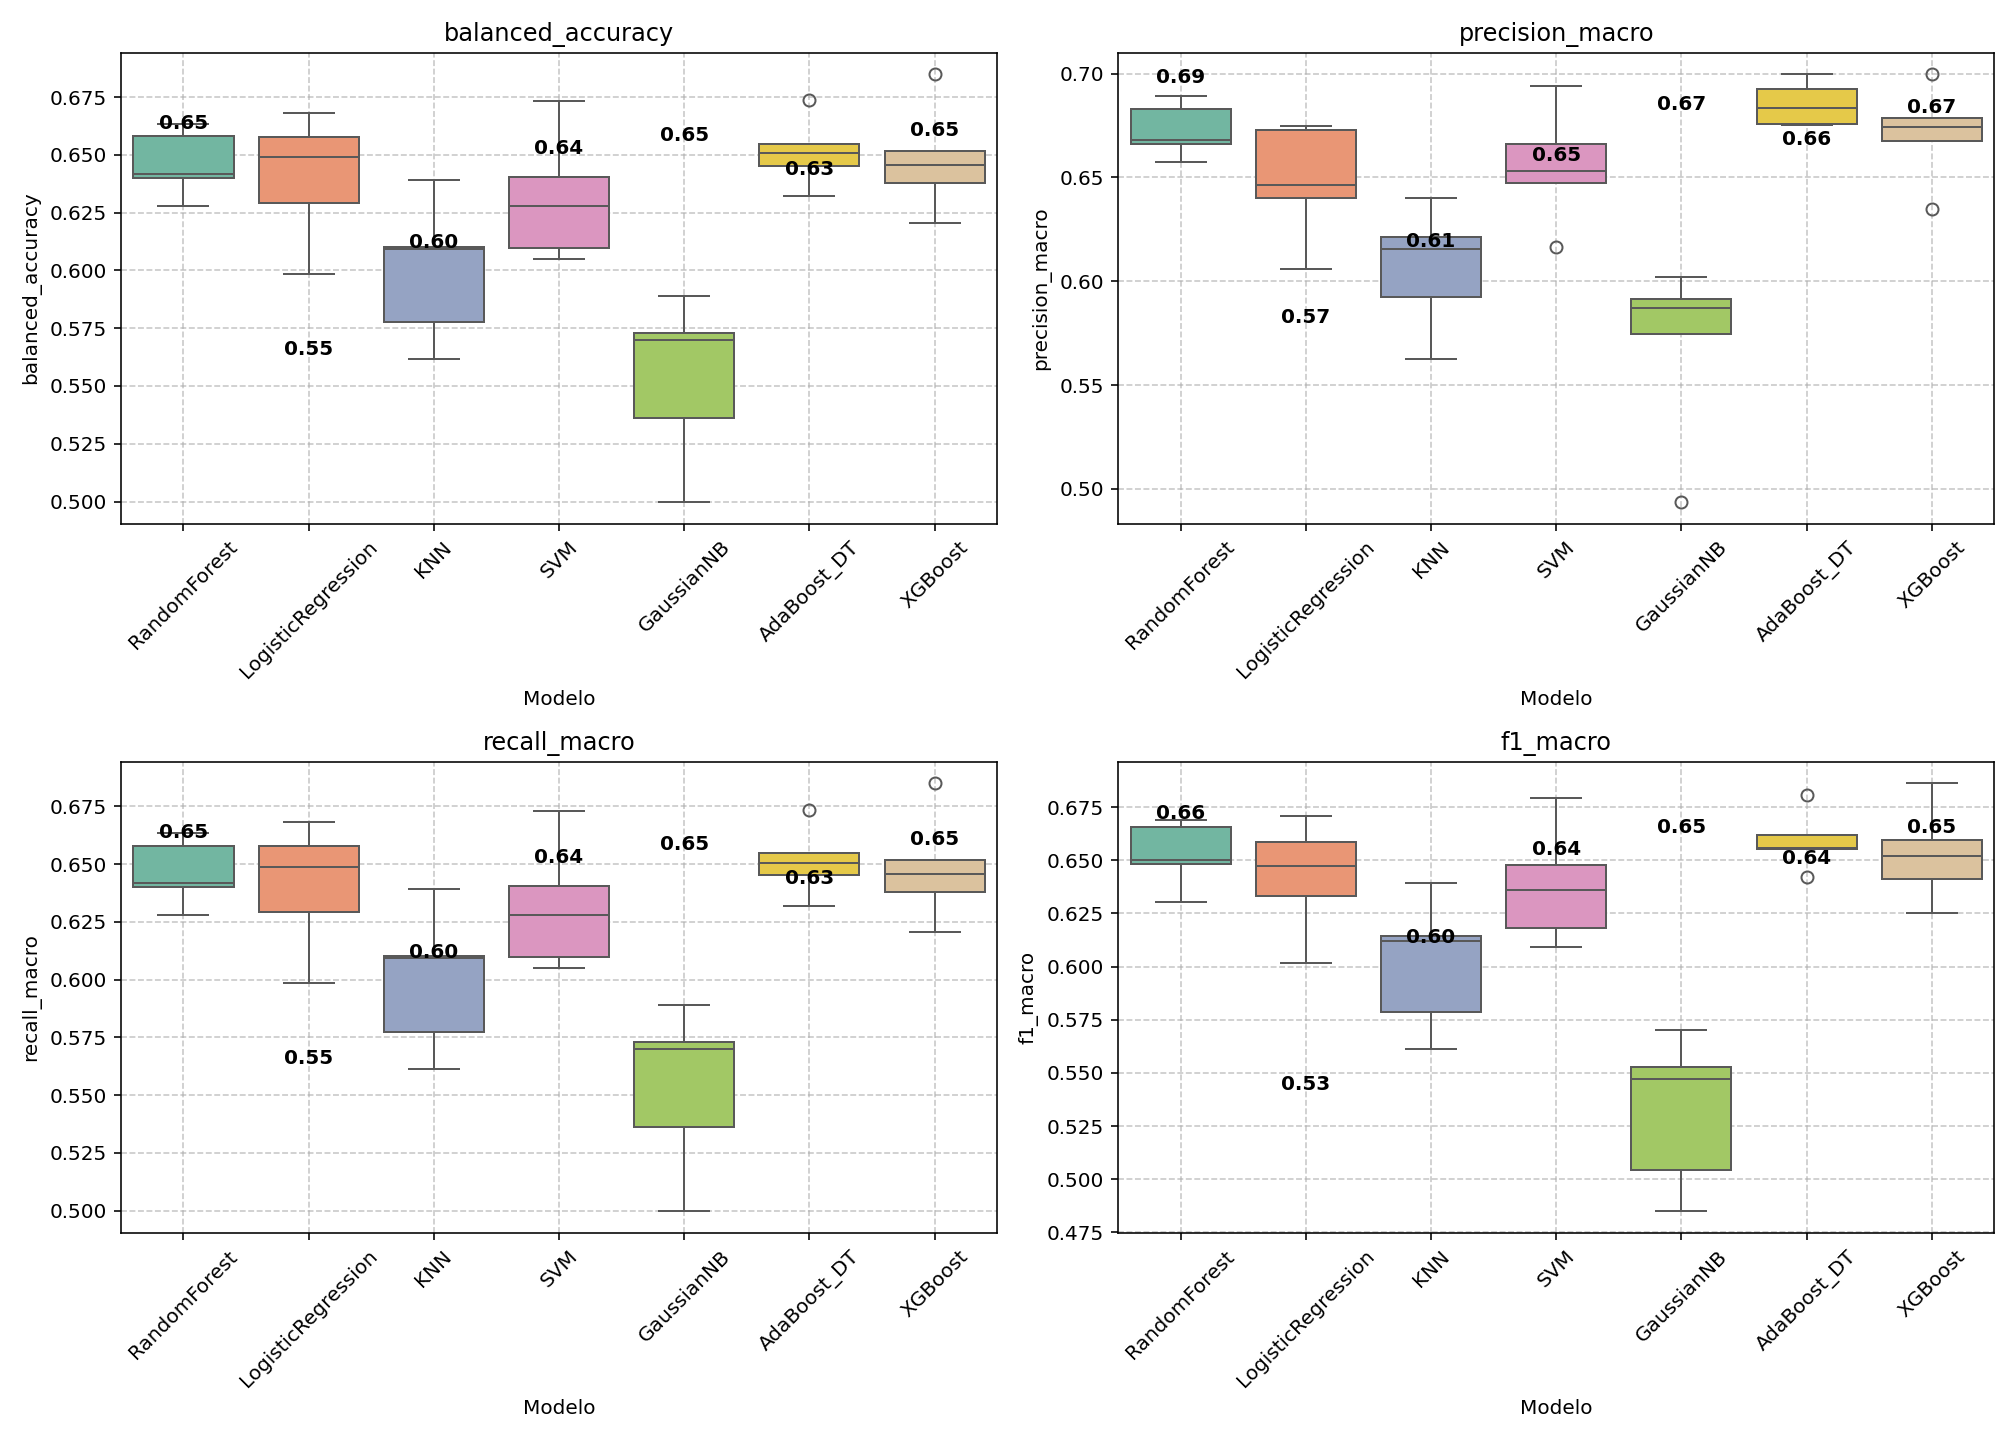 balanced_accuracy
balanced_accuracy
0.675
0.650
0.625
0.600
0.575
0.550
0.525
0.500
0.65
0.55
0.60
0.64
0.65
0.63
0.65
RandomForest
LogisticRegression
KNN
SVM
GaussianNB
AdaBoost_DT
XGBoost
Modelo
precision_macro
precision_macro
0.70
0.65
0.60
0.55
0.50
0.69
0.57
0.61
0.65
0.67
0.66
0.67
RandomForest
LogisticRegression
KNN
SVM
GaussianNB
AdaBoost_DT
XGBoost
Modelo
recall_macro
recall_macro
0.675
0.650
0.625
0.600
0.575
0.550
0.525
0.500
0.65
0.55
0.60
0.64
0.65
0.63
0.65
RandomForest
LogisticRegression
KNN
SVM
GaussianNB
AdaBoost_DT
XGBoost
Modelo
f1_macro
f1_macro
0.675
0.650
0.625
0.600
0.575
0.550
0.525
0.500
0.475
0.66
0.53
0.60
0.64
0.65
0.64
0.65
RandomForest
LogisticRegression
KNN
SVM
GaussianNB
AdaBoost_DT
XGBoost
Modelo